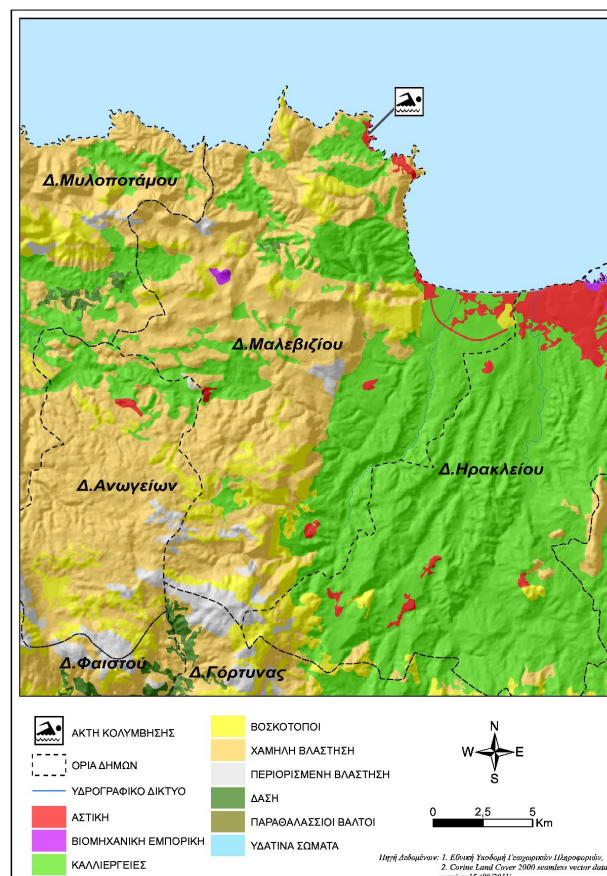 Δ.Μυλοποτάμου
Δ.Μαλεβιζίου
Δ.Ηρακλείου
Δ.Ανωγείων
Δ.Φαιστού
Δ.Γόρτυνας
ΑΚΤΗ ΚΟΛΥΜΒΗΣΗΣ
ΟΡΙΑ ΔΗΜΩΝ
ΥΔΡΟΓΡΑΦΙΚΟ ΔΙΚΤΥΟ
ΑΣΤΙΚΗ
ΒΙΟΜΗΧΑΝΙΚΗ ΕΜΠΟΡΙΚΗ
ΚΑΛΛΙΕΡΓΕΙΕΣ
ΒΟΣΚΟΤΟΠΟΙ
ΧΑΜΗΛΗ ΒΛΑΣΤΗΣΗ
ΠΕΡΙΟΡΙΣΜΕΝΗ ΒΛΑΣΤΗΣΗ
ΔΑΣΗ
ΠΑΡΑΘΑΛΑΣΣΙΟΙ ΒΑΛΤΟΙ
ΥΔΑΤΙΝΑ ΣΩΜΑΤΑ
N
W E
S
0 2,5 5
Km
Πηγή Δεδομένων: 1. Εθνική Υποδομή Γεωχωρικών Πληροφοριών,
2. Corine Land Cover 2000 seamless vector data